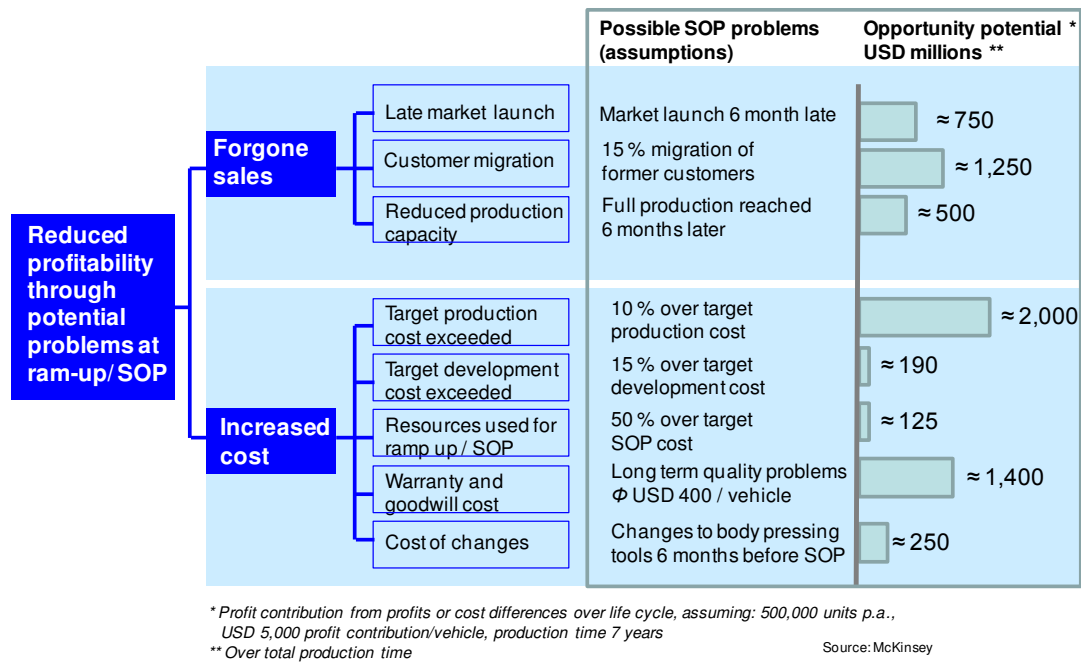 Possible SOP problems
(assumptions)
Opportunity potential *
USD millions **
Reduced
profitability
through
potential
problems at
ram-up/ SOP
Forgone
sales
Late market launch
Market launch 6 month late
≈ 750
Customer migration
15 % migration of
former customers
≈ 1,250
Reduced production
capacity
Full production reached
6 months later
≈ 500
Increased
cost
Target production
cost exceeded
10 % over target
production cost
≈ 2,000
Target development
cost exceeded
15 % over target
development cost
≈ 190
Resources used for
ramp up / SOP
50 % over target
SOP cost
≈ 125
Warranty and
goodwill cost
Long term quality problems
Φ USD 400 / vehicle
≈ 1,400
Cost of changes
Changes to body pressing
tools 6 months before SOP
≈ 250
* Profit contribution from profits or cost differences over life cycle, assuming: 500,000 units p.a.,
USD 5,000 profit contribution/vehicle, production time 7 years
** Over total production time
Source: McKinsey